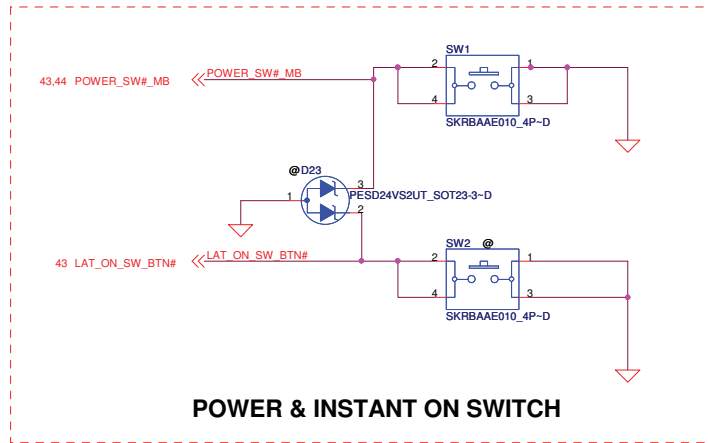 SW1
43,44 POWER_SW#_MB POWER_SW#_MB
2 1
4 3
SKRBAAE010_4P~D
@D23
1 3 PESD24VS2UT_SOT23-3~D
2
SW2 @
43 LAT_ON_SW_BTN# LAT_ON_SW_BTN#
2 1
4 3
SKRBAAE010_4P~D
POWER & INSTANT ON SWITCH